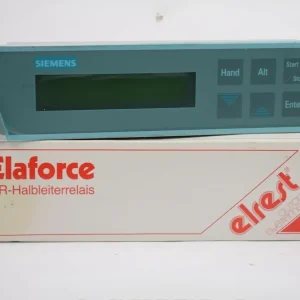 SIEMENS
Hand
Alt
Start
Enter
Elaforce
R-Halbleiterrelais
elrest